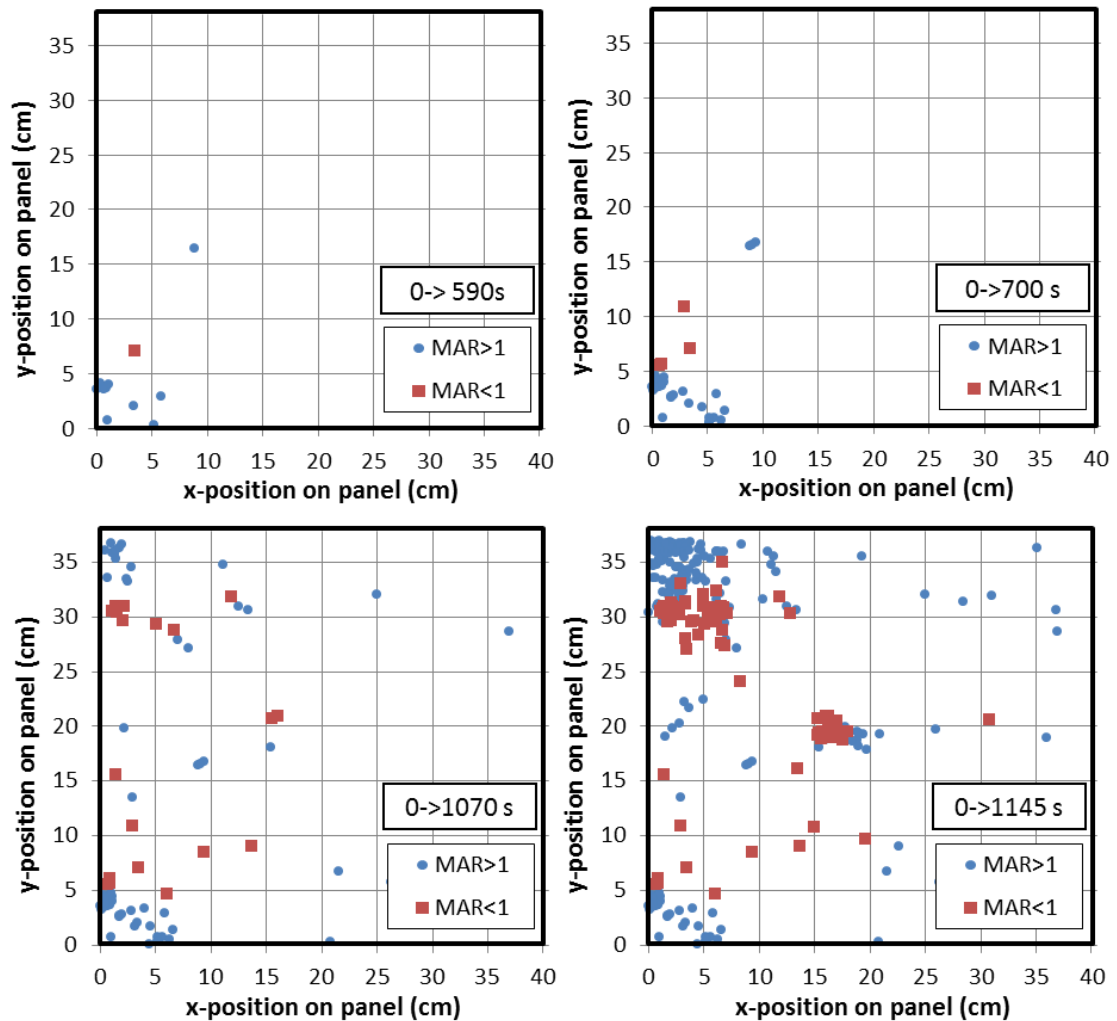 35
30
25
20
15
10
5
0
y-position on panel (cm)
0-> 590s
MAR>1
MAR<1
0 5 10 15 20 25 30 35 40
x-position on panel (cm)
35
30
25
20
15
10
5
0
y-position on panel (cm)
0->700 s
MAR>1
MAR<1
0 5 10 15 20 25 30 35 40
x-position on panel (cm)
35
30
25
20
15
10
5
0
y-position on panel (cm)
0->1070 s
MAR>1
MAR<1
0 5 10 15 20 25 30 35 40
x-position on panel (cm)
35
30
25
20
15
10
5
0
y-position on panel (cm)
0->1145 s
MAR>1
MAR<1
0 5 10 15 20 25 30 35 40
x-position on panel (cm)